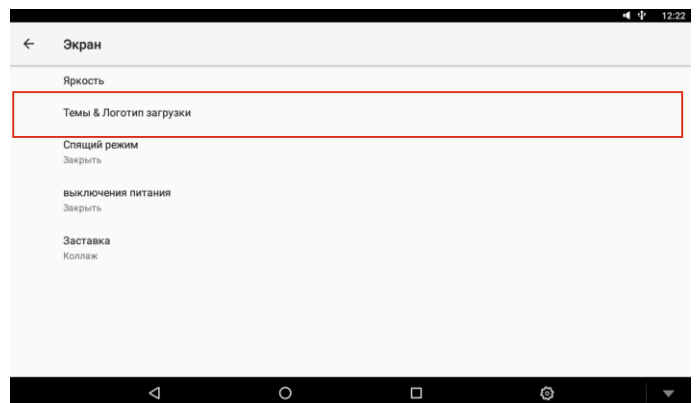 12:22
Экран
Яркость
Темы & Логотип загрузки
Спящий режим
Закрыть
выключения питания
Закрыть
Заставка
Коллаж